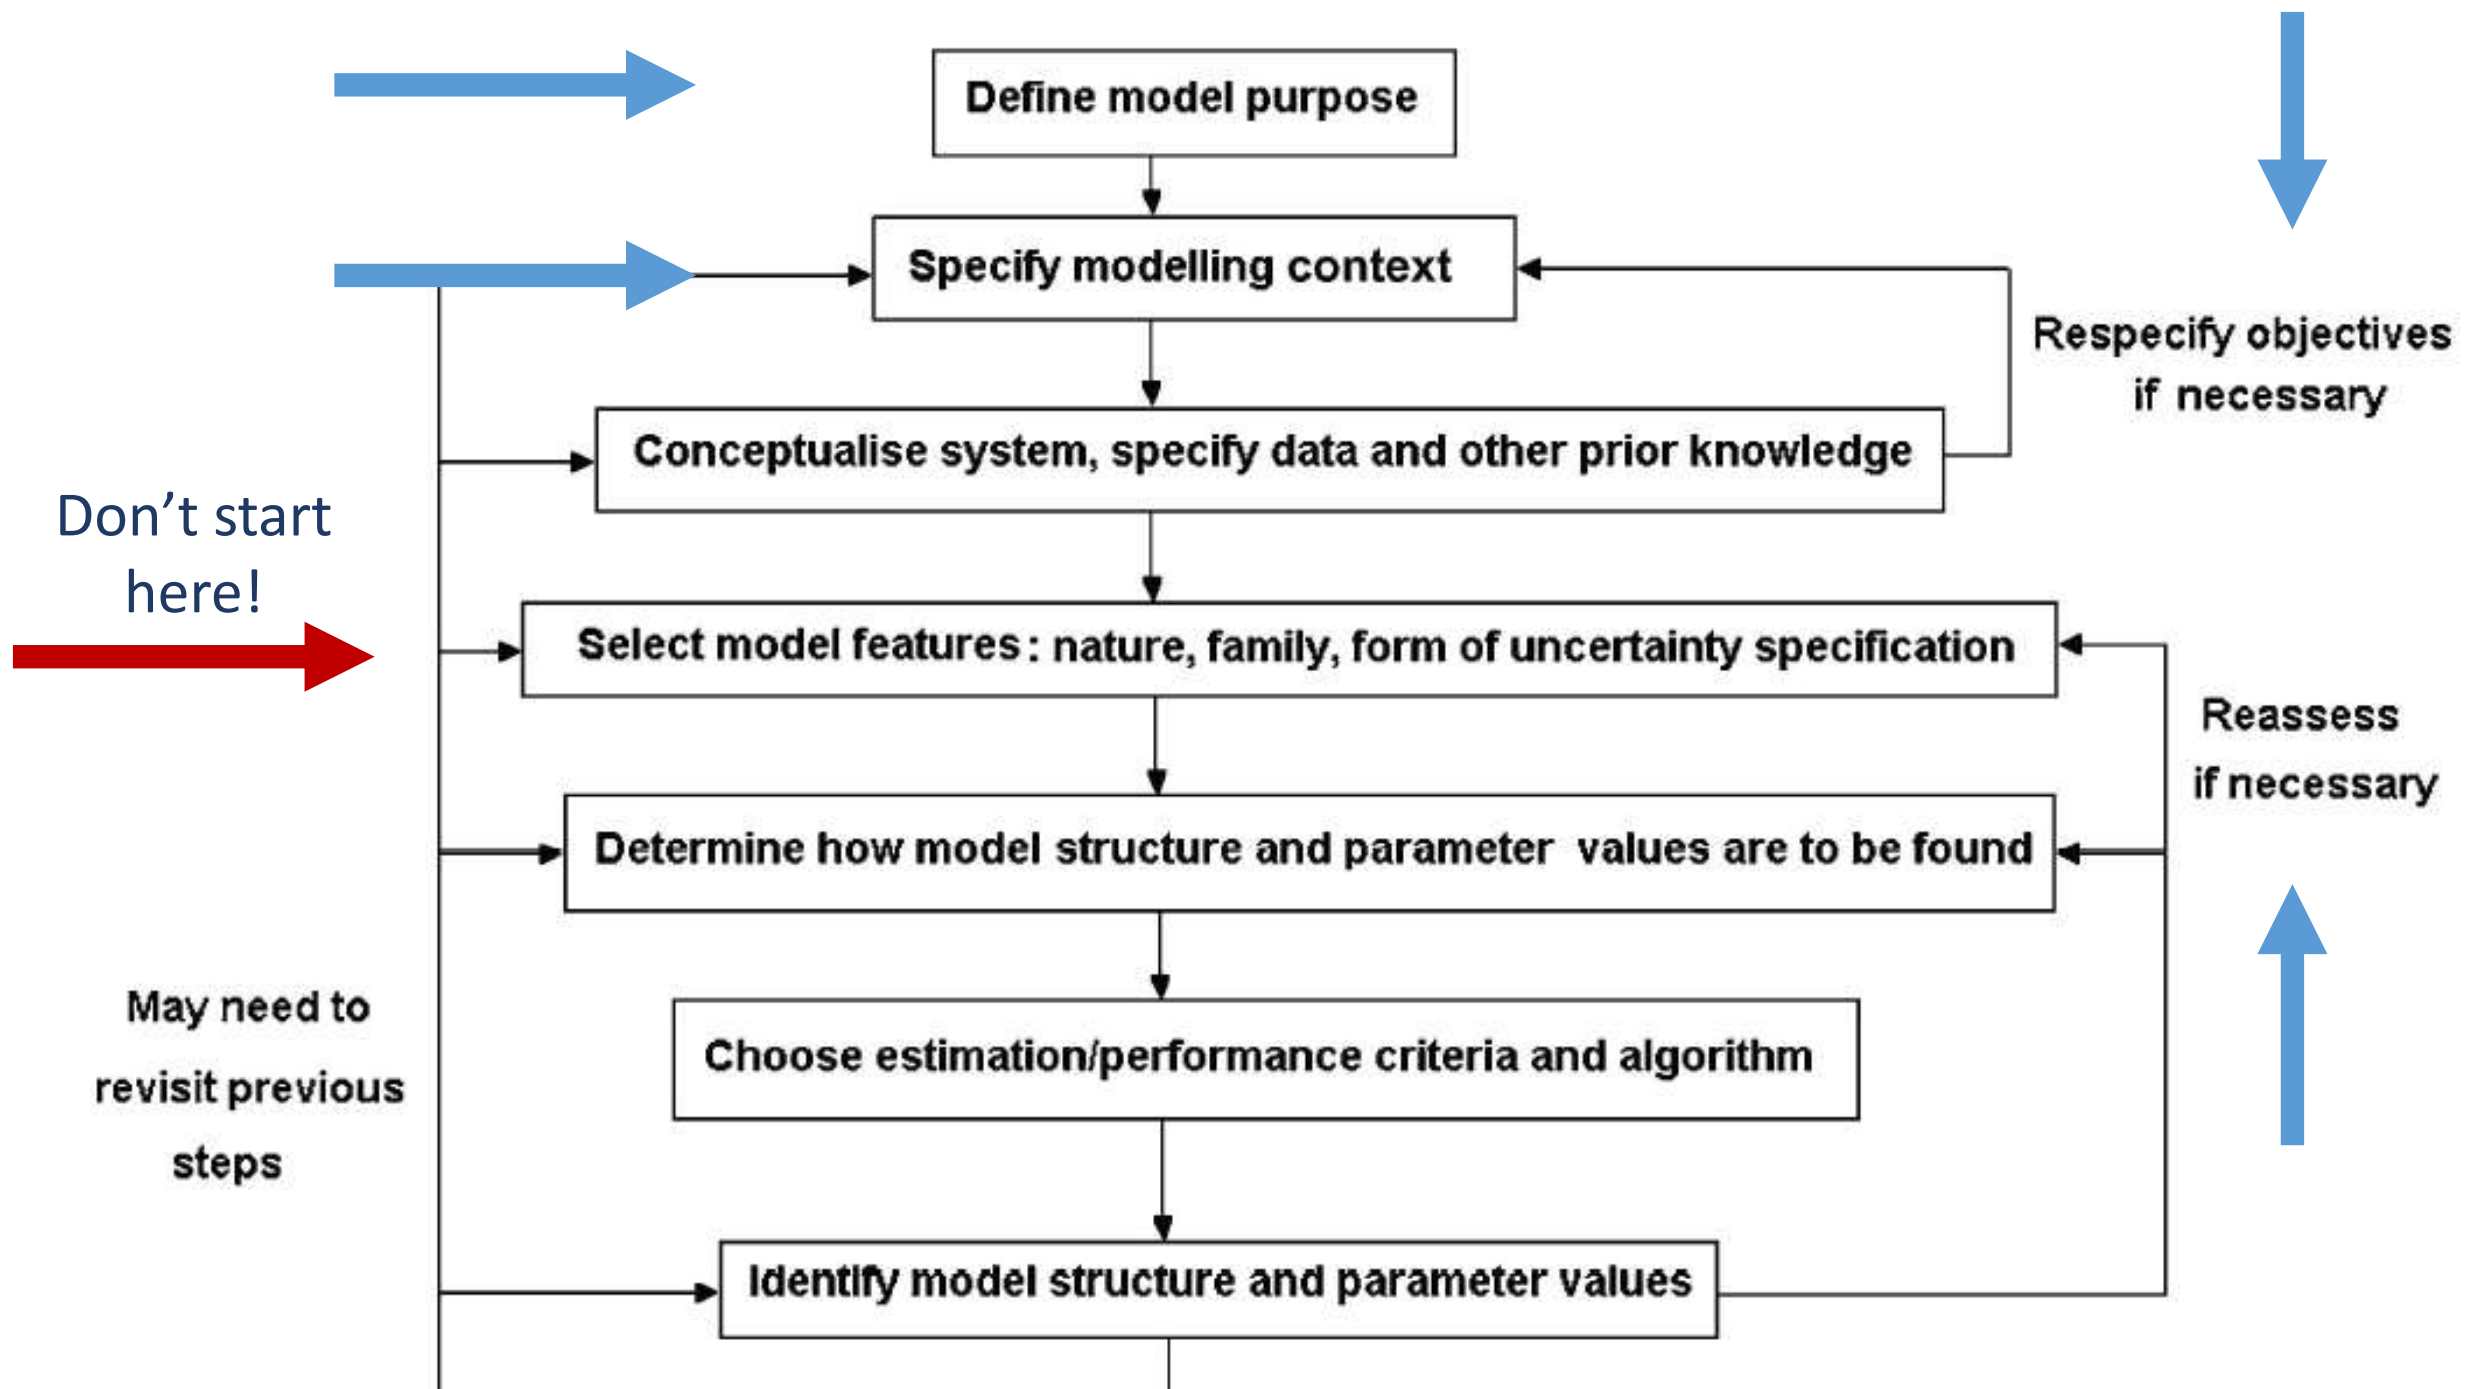 Define model purpose
Specify modelling context
Respecify objectives
if necessary
Conceptualise system, specify data and other prior knowledge
Don’t start
here!
Select model features: nature, family, form of uncertainty specification
Reassess
if necessary
Determine how model structure and parameter values are to be found
May need to
revisit previous
steps
Choose estimation/performance criteria and algorithm
Identify model structure and parameter values